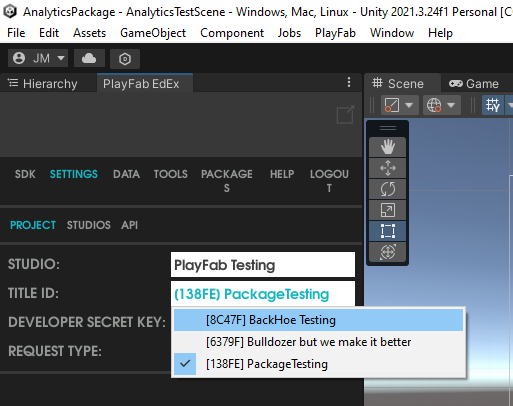 AnalyticsPackage - AnalyticsTestScene - Windows, Mac, Linux - Unity 2021.3.24f1 Personal
File Edit Assets GameObject Component Jobs PlayFab Window Help
JM
Hierarchy PlayFab EdEx Scene Game
SDK SETTINGS DATA TOOLS PACKAGE HELP LOGOU
S T
PROJECT STUDIOS API
STUDIO: PlayFab Testing
TITLE ID: (138FE) PackageTesting
DEVELOPER SECRET KEY: [8C47F] BackHoe Testing
[6379F] Bulldozer but we make it better
REQUEST TYPE: [138FE] PackageTesting